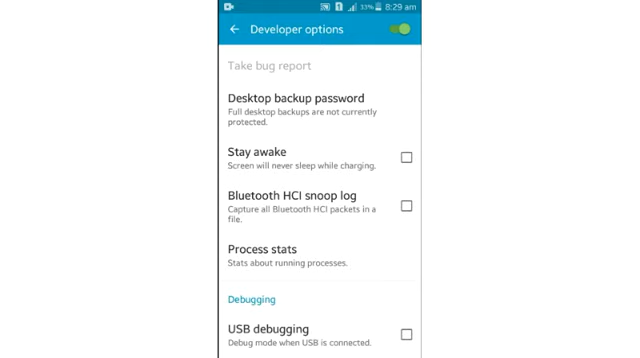 33% 8:29 am
Developer options
Take bug report
Desktop backup password
Full desktop backups are not currently
protected.
Stay awake
Screen will never sleep while charging.
Bluetooth HCI snoop log
Capture all Bluetooth HCI packets in a
file.
Process stats
Stats about running processes.
Debugging
USB debugging
Debug mode when USB is connected.